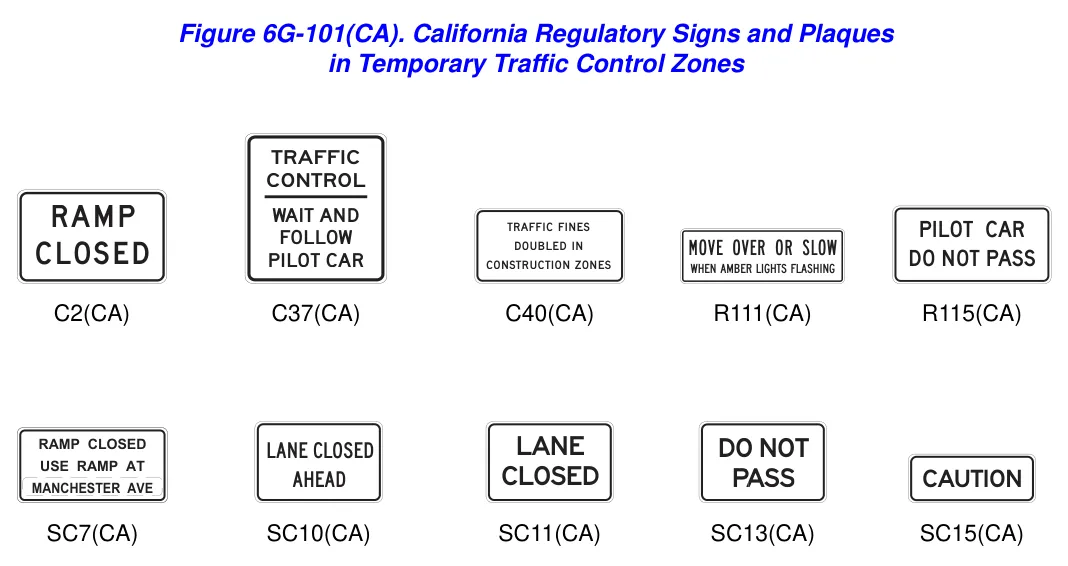 Figure 6G-101(CA). California Regulatory Signs and Plaques
in Temporary Traffic Control Zones
RAMP
CLOSED
C2(CA)
TRAFFIC
CONTROL
WAIT AND
FOLLOW
PILOT CAR
C37(CA)
TRAFFIC FINES
DOUBLED IN
CONSTRUCTION ZONES
C40(CA)
MOVE OVER OR SLOW
WHEN AMBER LIGHTS FLASHING
R111(CA)
PILOT CAR
DO NOT PASS
R115(CA)
RAMP CLOSED
USE RAMP AT
MANCHESTER AVE
SC7(CA)
LANE CLOSED
AHEAD
SC10(CA)
LANE
CLOSED
SC11(CA)
DO NOT
PASS
SC13(CA)
CAUTION
SC15(CA)